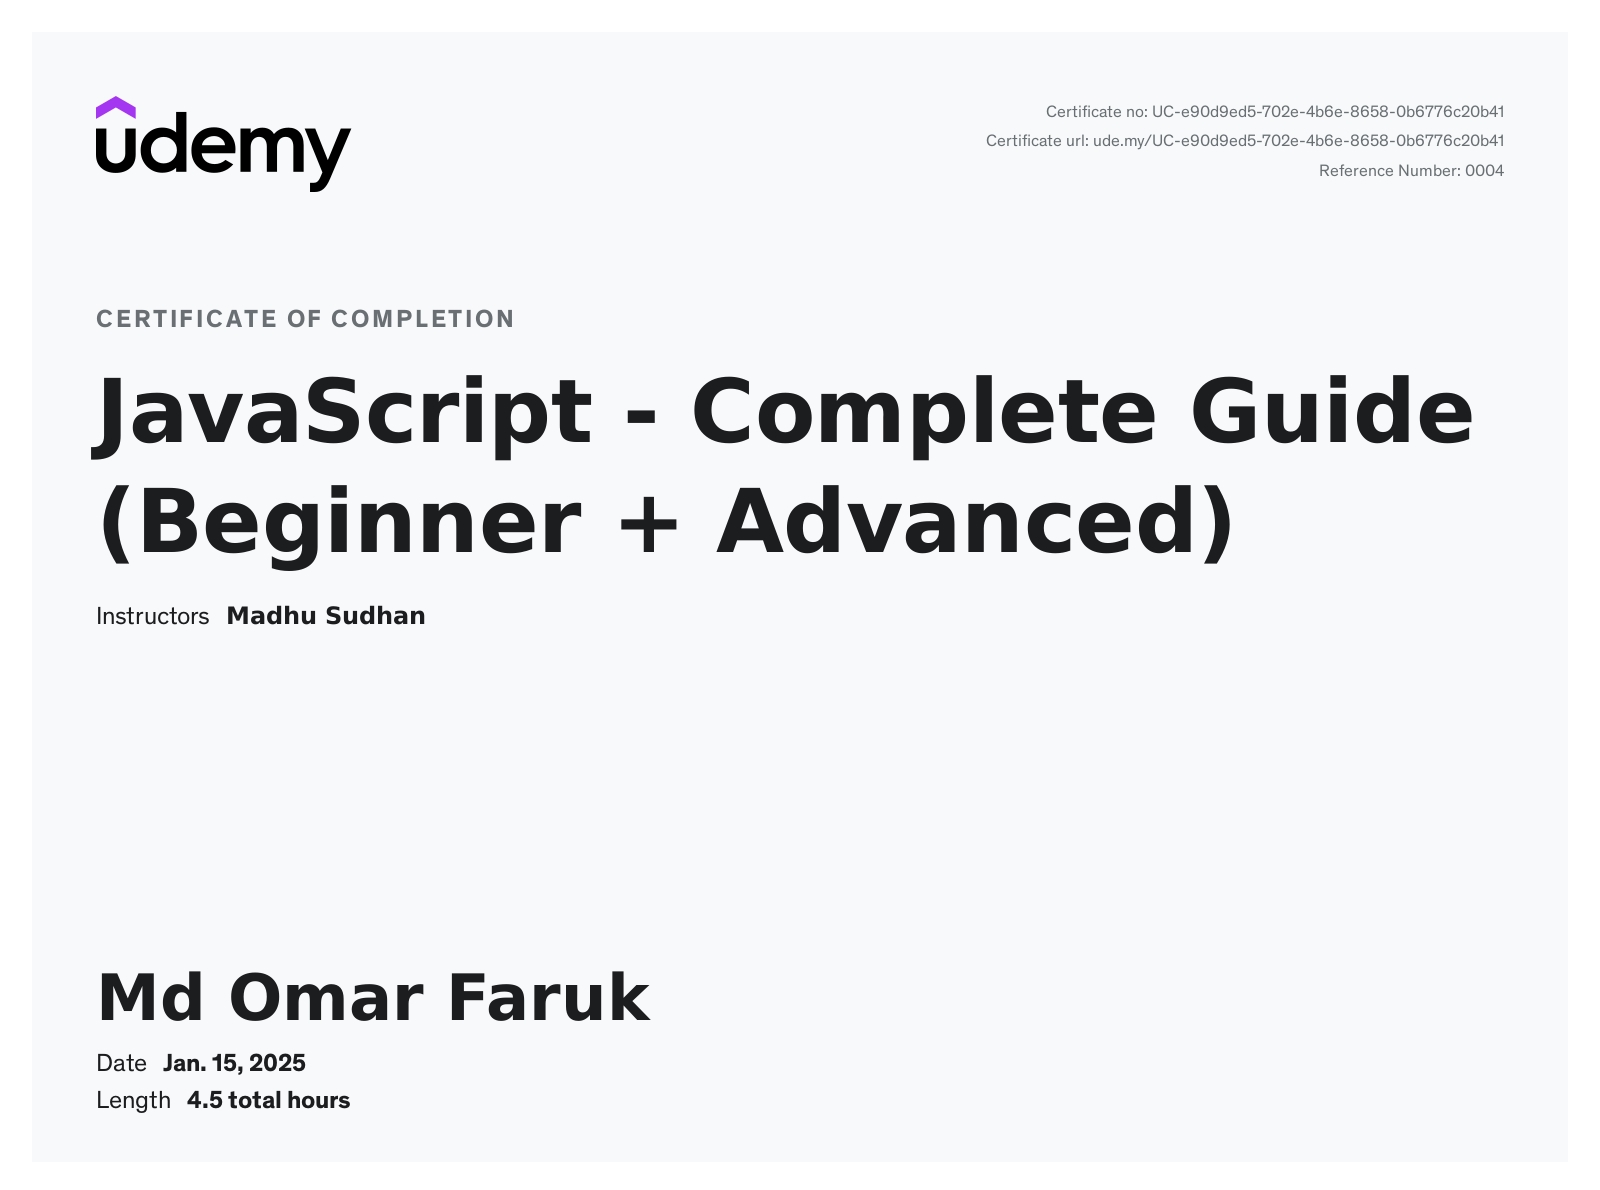 udemy
Certificate no: UC-e90d9ed5-702e-4b6e-8658-0b6776c20b41
Certificate url: ude.my/UC-e90d9ed5-702e-4b6e-8658-0b6776c20b41
Reference Number: 0004
CERTIFICATE OF COMPLETION
JavaScript - Complete Guide
(Beginner + Advanced)
Instructors Madhu Sudhan
Md Omar Faruk
Date Jan. 15, 2025
Length 4.5 total hours